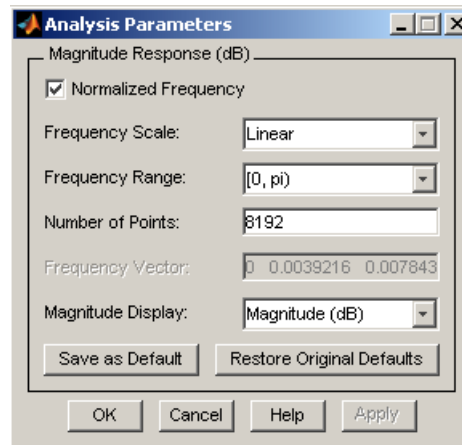 Analysis Parameters
Magnitude Response (dB)
Normalized Frequency
Frequency Scale: Linear
Frequency Range: [0, pi)
Number of Points: 8192
Frequency Vector: 0 0.0039216 0.007843
Magnitude Display: Magnitude (dB)
Save as Default Restore Original Defaults
OK Cancel Help Apply